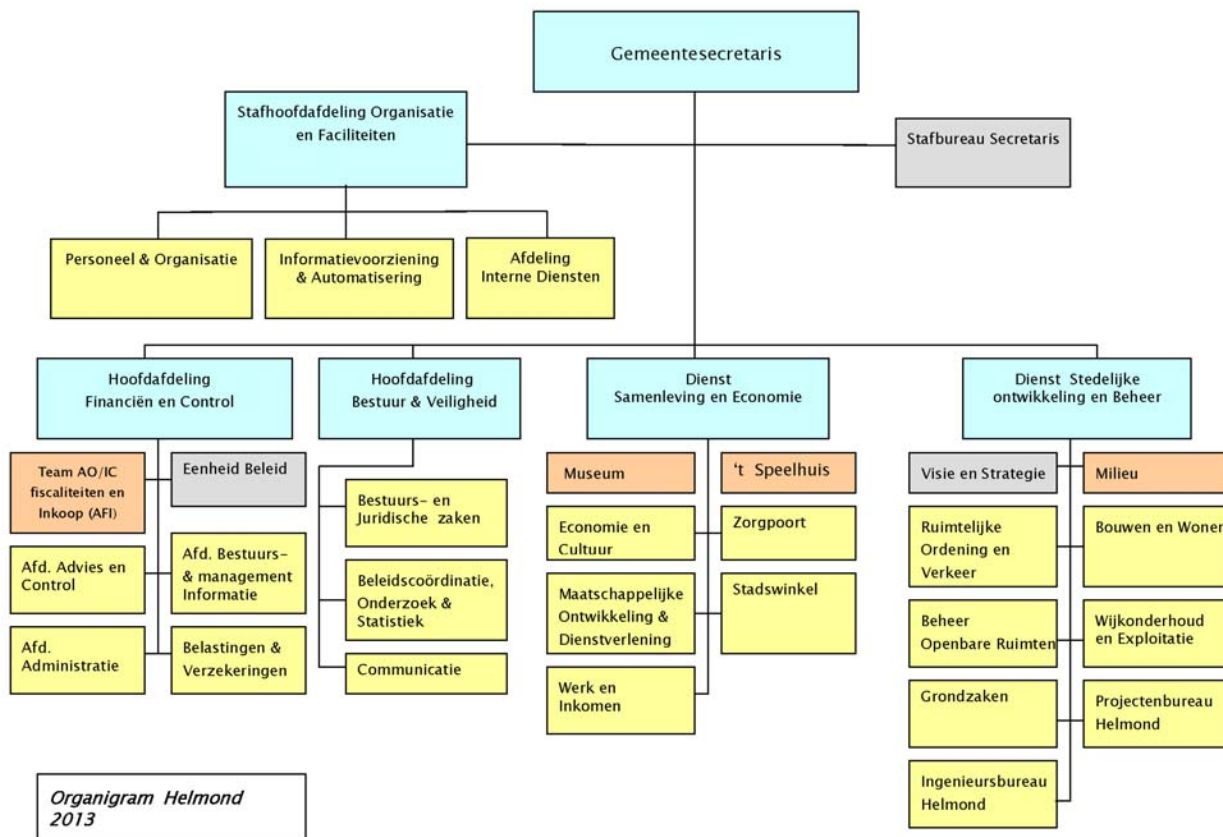 Gemeentesecretaris
Stafhoofdafdeling Organisatie
en Faciliteiten
Stafbureau Secretaris
Personeel & Organisatie
Informatievoorziening
& Automatisering
Afdeling
Interne Diensten
Hoofdafdeling
Financiën en Control
Team AO/IC
fiscaliteiten en
Inkoop (AFI)
Eenheid Beleid
Afd. Advies en
Control
Afd. Bestuurs-
& management
Informatie
Afd.
Administratie
Belastingen &
Verzekeringen
Hoofdafdeling
Bestuur & Veiligheid
Bestuurs- en
Juridische zaken
Beleidscoördinatie,
Onderzoek &
Statistiek
Communicatie
Dienst
Samenleving en Economie
Museum
't Speelhuis
Economie en
Cultuur
Zorgpoort
Maatschappelijke
Ontwikkeling &
Dienstverlening
Stadswinkel
Werk en
Inkomen
Dienst Stedelijke
ontwikkeling en Beheer
Visie en Strategie
Milieu
Ruimtelijke
Ordening en
Verkeer
Bouwen en Woner
Beheer
Openbare Ruimten
Wijkonderhoud
en Exploitatie
Grondzaken
Projectenbureau
Helmond
Ingenieursbureau
Helmond
Organigram Helmond
2013